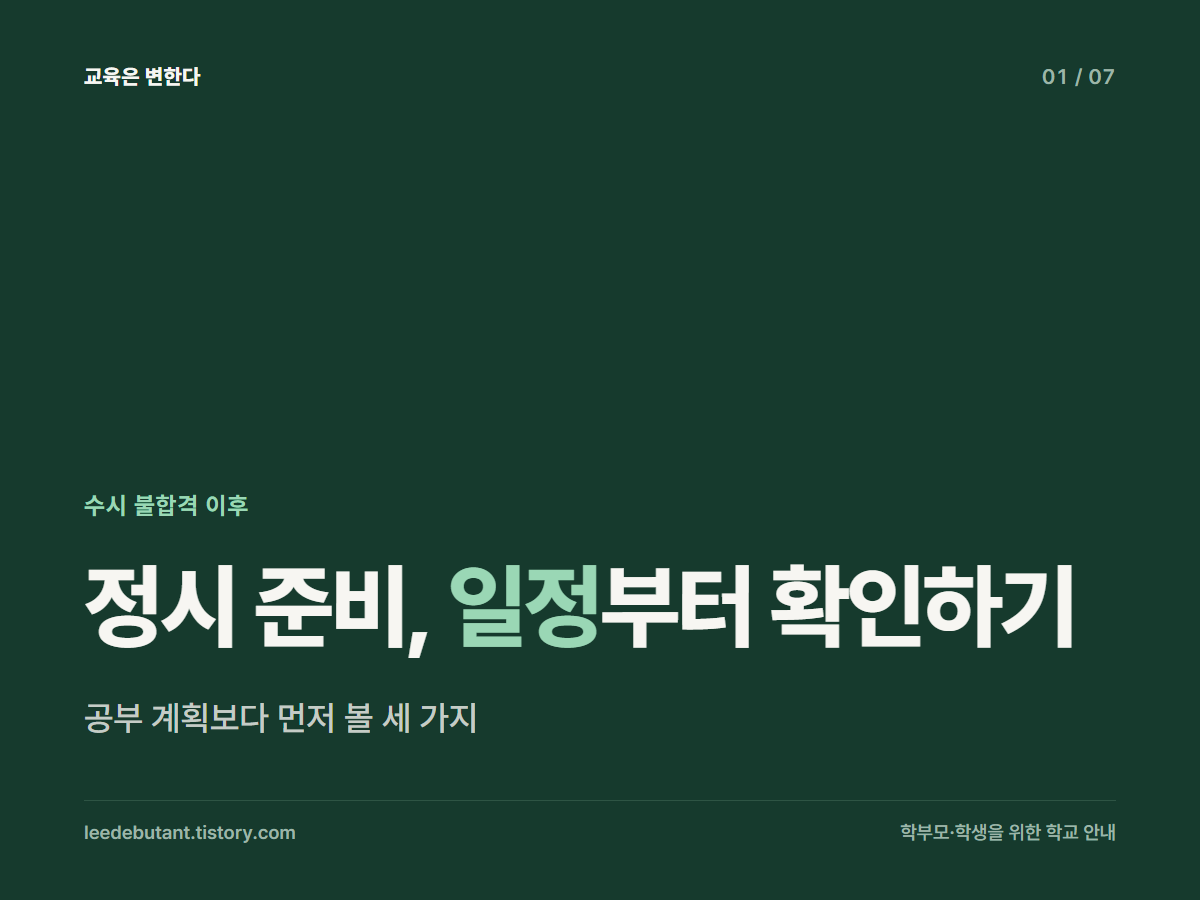 교육은 변한다
01 / 07
수시 불합격 이후
정시 준비, 일정부터 확인하기
공부 계획보다 먼저 볼 세 가지
leedebutant.tistory.com
학부모·학생을 위한 학교 안내